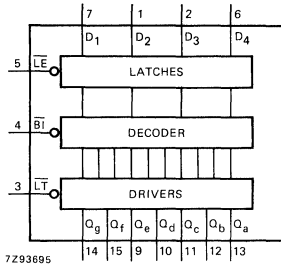 7 1 2 6
D1 D2 D3 D4
5 LE LATCHES
4 BI DECODER
3 LT DRIVERS
Qg Qf Qe Qd Qc Qb Qa
14 15 9 10 11 12 13
7Z93695